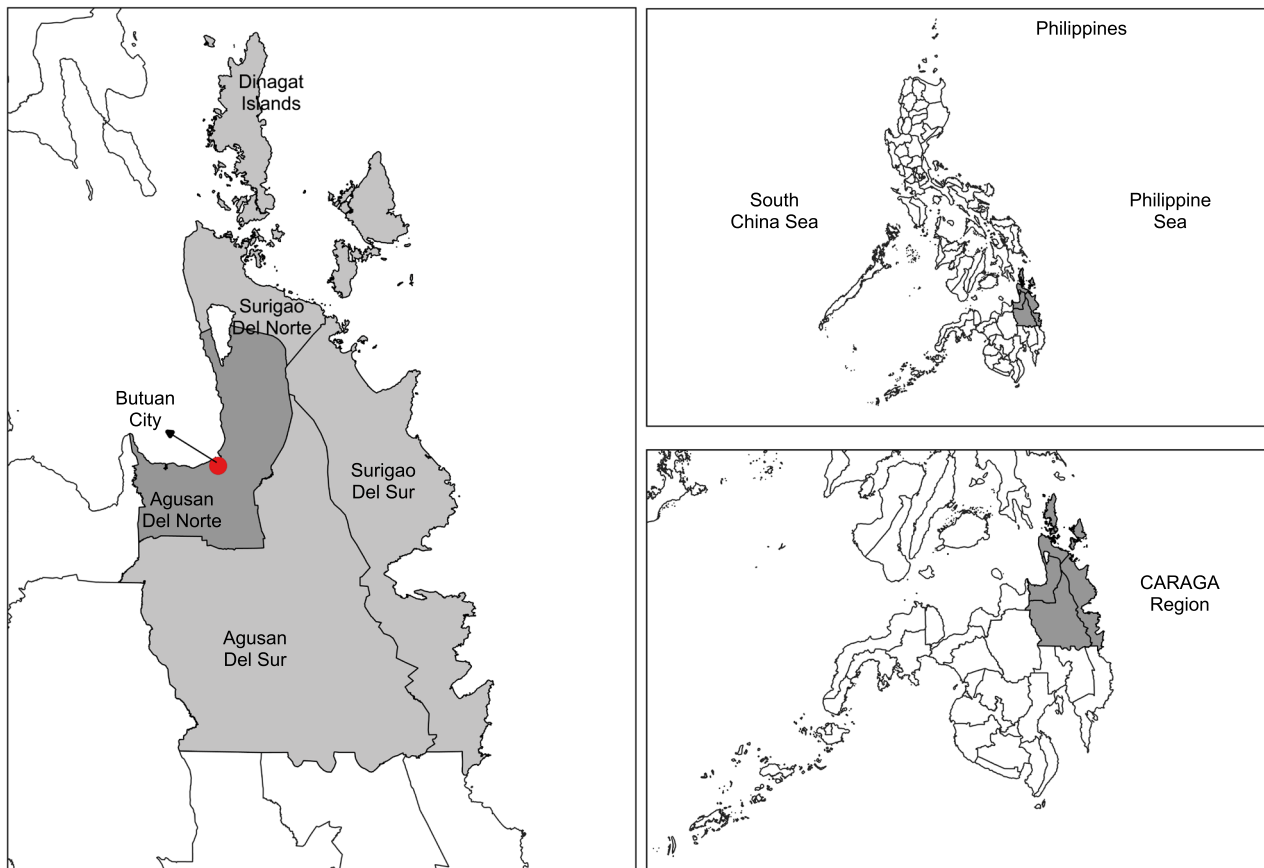 Dinagat
Islands
Surigao
Del Norte
Butuan
City
Surigao
Del Sur
Agusan
Del Norte
Agusan
Del Sur
Philippines
South
China Sea
Philippine
Sea
CARAGA
Region